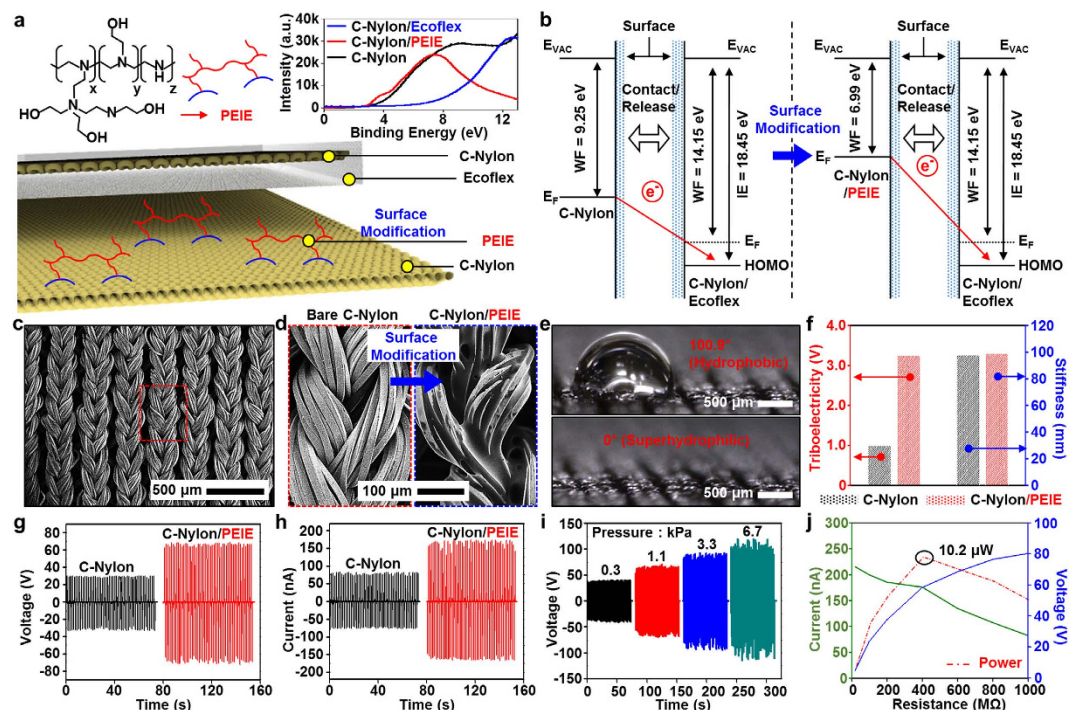 a
OH
N
N
N
H
x
y
z
N
HO
N
N
OH
OH
PEIE
Intensity (a.u.)
40k
30k
20k
10k
0
C-Nylon/Ecoflex
C-Nylon/PEIE
C-Nylon
0 4 8 12
Binding Energy (eV)
C-Nylon
Ecoflex
Surface
Modification
PEIE
C-Nylon
b
Surface
EVAC
EVAC
WF = 9.25 eV
Contact/
Release
e-
WF = 14.15 eV
IE = 18.45 eV
EF
C-Nylon
EF
HOMO
C-Nylon/
Ecoflex
Surface
Modification
Surface
EVAC
EVAC
WF = 6.99 eV
Contact/
Release
e-
WF = 14.15 eV
IE = 18.45 eV
EF
C-Nylon
/PEIE
EF
HOMO
C-Nylon/
Ecoflex
c
500 µm
d
Bare C-Nylon
C-Nylon/PEIE
Surface
Modification
100 µm
e
100.9°
(Hydrophobic)
500 µm
0° (Superhydrophilic)
500 µm
f
Triboelectricity (V)
4.0
3.0
2.0
1.0
0
120
100
80
60
40
20
0
Stiffness (mm)
C-Nylon
C-Nylon/PEIE
g
Voltage (V)
80
60
40
20
0
-20
-40
-60
-80
C-Nylon
C-Nylon/PEIE
0 40 80 120 160
Time (s)
h
Current (nA)
200
150
100
50
0
-50
-100
-150
-200
C-Nylon
C-Nylon/PEIE
0 40 80 120 160
Time (s)
i
Voltage (V)
150
100
50
0
-50
-100
-150
Pressure : kPa
0.3
1.1
3.3
6.7
0 50 100 150 200 250 300
Time (s)
j
Current (nA)
300
250
200
150
100
50
0
10.2 µW
Power
100
80
60
40
20
0
Voltage (V)
0 200 400 600 800 1000
Resistance (MΩ)